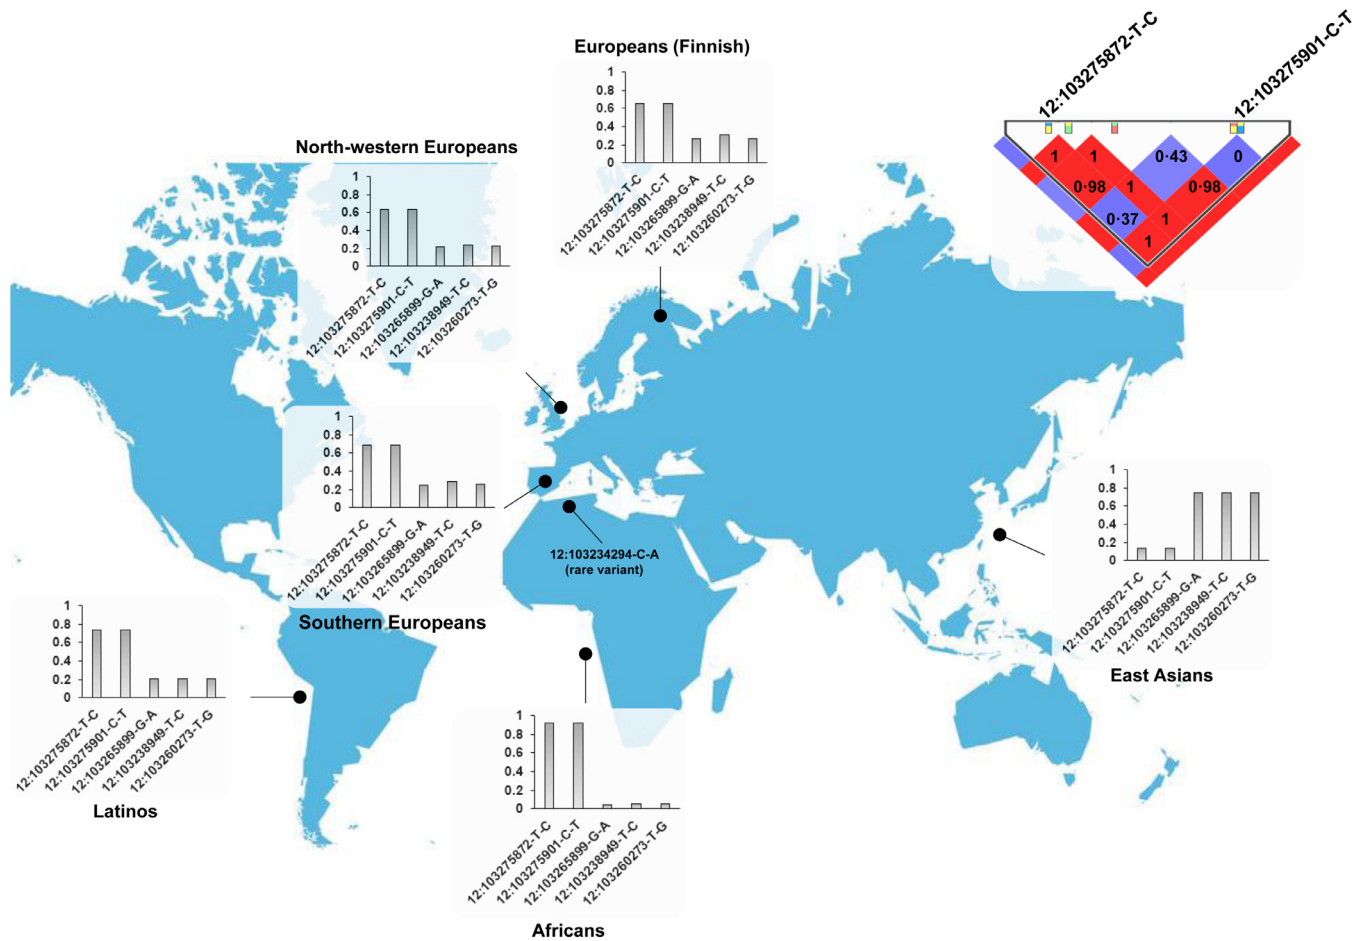 Europeans (Finnish)
1
0.8
0.6
0.4
0.2
0
12:103275872-T-C
12:103275901-C-T
12:103265899-G-A
12:103238949-T-C
12:103260273-T-G
12:103275872-T-C
12:103275901-C-T
1
1
0·43
0
0·98
1
0·98
0·37
1
1
North-western Europeans
1
0.8
0.6
0.4
0.2
0
12:103275872-T-C
12:103275901-C-T
12:103265899-G-A
12:103238949-T-C
12:103260273-T-G
1
0.8
0.6
0.4
0.2
0
12:103275872-T-C
12:103275901-C-T
12:103265899-G-A
12:103238949-T-C
12:103260273-T-G
Southern Europeans
12:103234294-C-A
(rare variant)
1
0.8
0.6
0.4
0.2
0
12:103275872-T-C
12:103275901-C-T
12:103265899-G-A
12:103238949-T-C
12:103260273-T-G
East Asians
1
0.8
0.6
0.4
0.2
0
12:103275872-T-C
12:103275901-C-T
12:103265899-G-A
12:103238949-T-C
12:103260273-T-G
Latinos
1
0.8
0.6
0.4
0.2
0
12:103275872-T-C
12:103275901-C-T
12:103265899-G-A
12:103238949-T-C
12:103260273-T-G
Africans